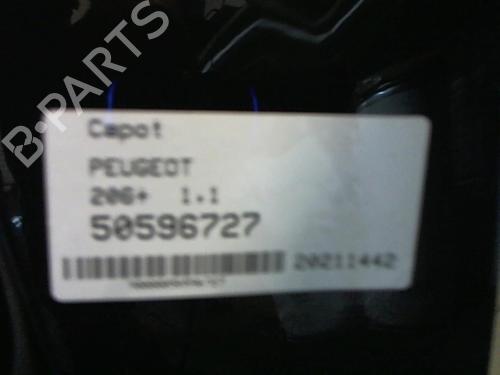 B-PARTS
Capot
PEUGEOT
206+ 1.1
50596727
20211442